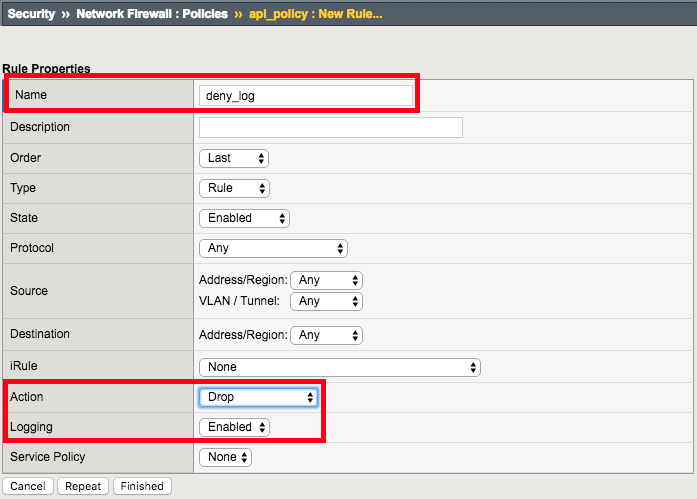 Security ›› Network Firewall : Policies ›› api_policy : New Rule...
Rule Properties
Name deny_log
Description
Order Last
Type Rule
State Enabled
Protocol Any
Source Address/Region: Any
VLAN / Tunnel: Any
Destination Address/Region: Any
iRule None
Action Drop
Logging Enabled
Service Policy None
Cancel Repeat Finished